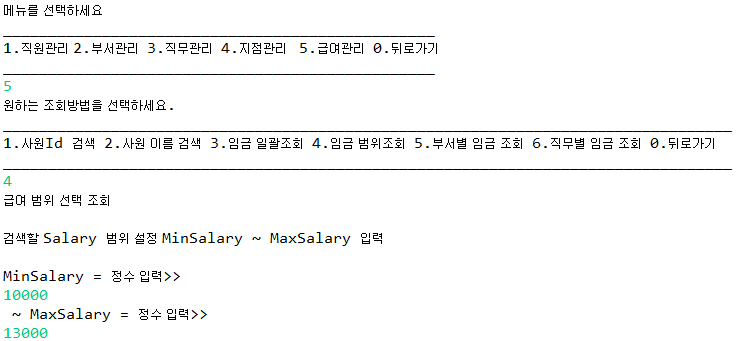 메뉴를 선택하세요
________________________________________________
1.직원관리 2.부서관리 3.직무관리 4.지점관리 5.급여관리 0.뒤로가기
________________________________________________
5
원하는 조회방법을 선택하세요.
_________________________________________________________________________________
1.사원Id 검색 2.사원 이름 검색 3.임금 일괄조회 4.임금 범위조회 5.부서별 임금 조회 6.직무별 임금 조회 0.뒤로가기
_________________________________________________________________________________
4
급여 범위 선택 조회
검색할 Salary 범위 설정 MinSalary ~ MaxSalary 입력
MinSalary = 정수 입력>>
10000
~ MaxSalary = 정수 입력>>
13000